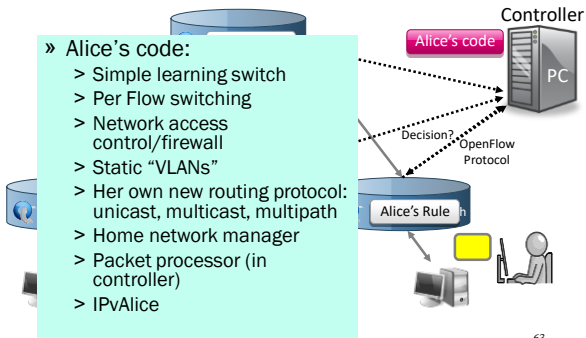 Controller
Alice's code
PC
» Alice's code:
> Simple learning switch
> Per Flow switching
> Network access
control/firewall
> Static "VLANs"
> Her own new routing protocol:
unicast, multicast, multipath
> Home network manager
> Packet processor (in
controller)
> IPvAlice
Decision?
OpenFlow
Protocol
Alice's Rule
h